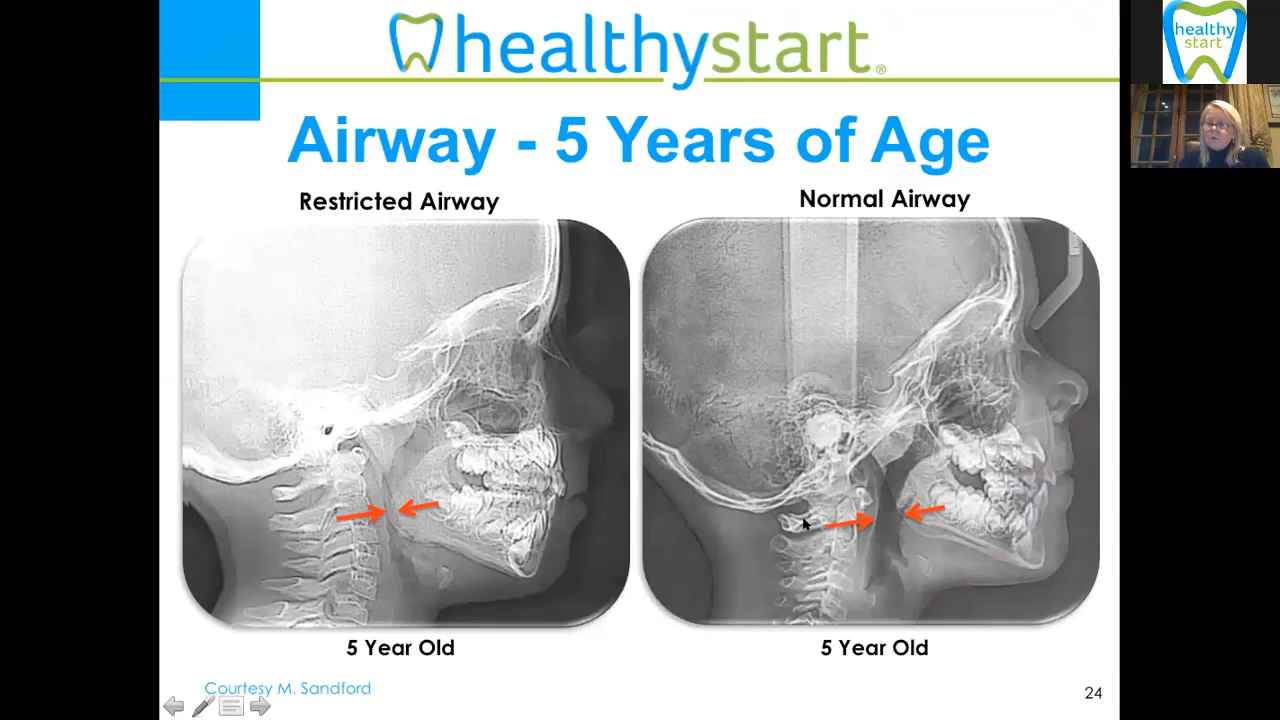 healthystart®
healthy
start
Airway - 5 Years of Age
Restricted Airway
Normal Airway
5 Year Old
5 Year Old
Courtesy M. Sandford
24